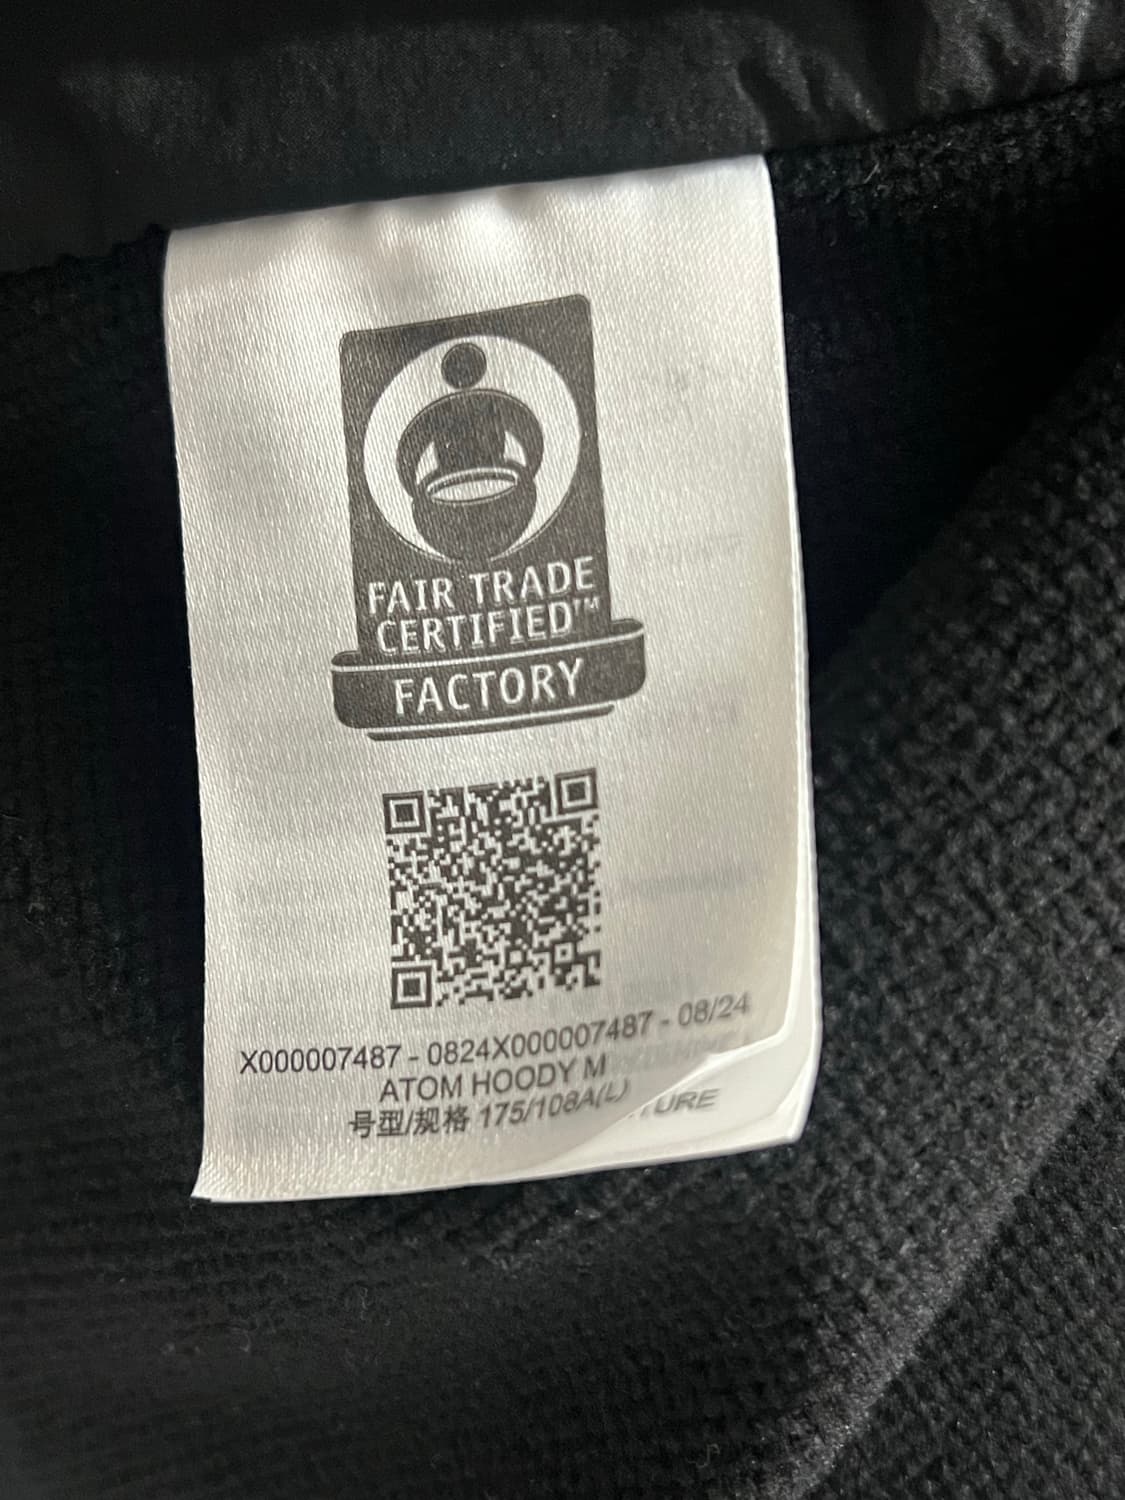 FAIR TRADE
CERTIFIED™
FACTORY
X000007487 - 0824X000007487 - 08/24
ATOM HOODY M
号型/规格 175/108A(L)